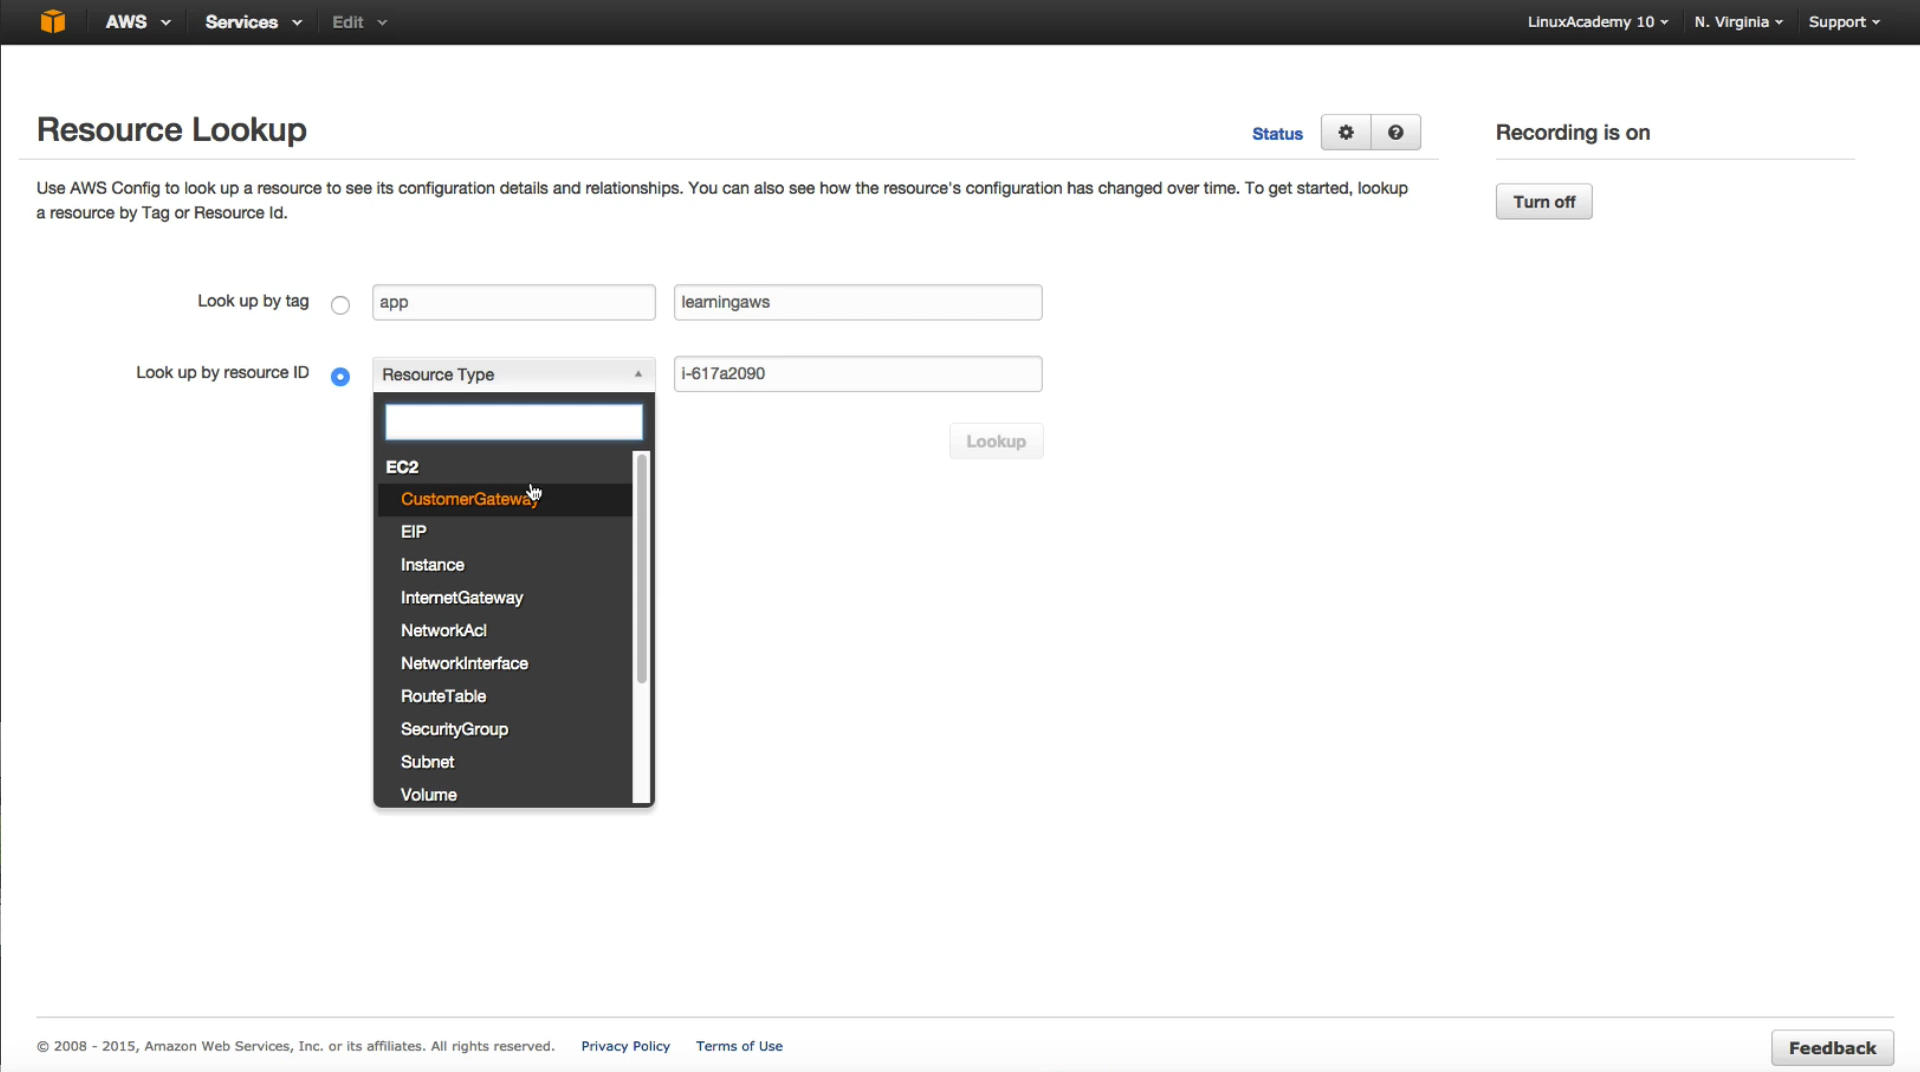 AWS Services Edit LinuxAcademy 10 N. Virginia Support
Resource Lookup Status Recording is on
Use AWS Config to look up a resource to see its configuration details and relationships. You can also see how the resource's configuration has changed over time. To get started, lookup
a resource by Tag or Resource Id.
Turn off
Look up by tag app learningaws
Look up by resource ID Resource Type i-617a2090
Lookup
EC2
CustomerGateway
EIP
Instance
InternetGateway
NetworkAcl
NetworkInterface
RouteTable
SecurityGroup
Subnet
Volume
© 2008 - 2015, Amazon Web Services, Inc. or its affiliates. All rights reserved. Privacy Policy Terms of Use Feedback